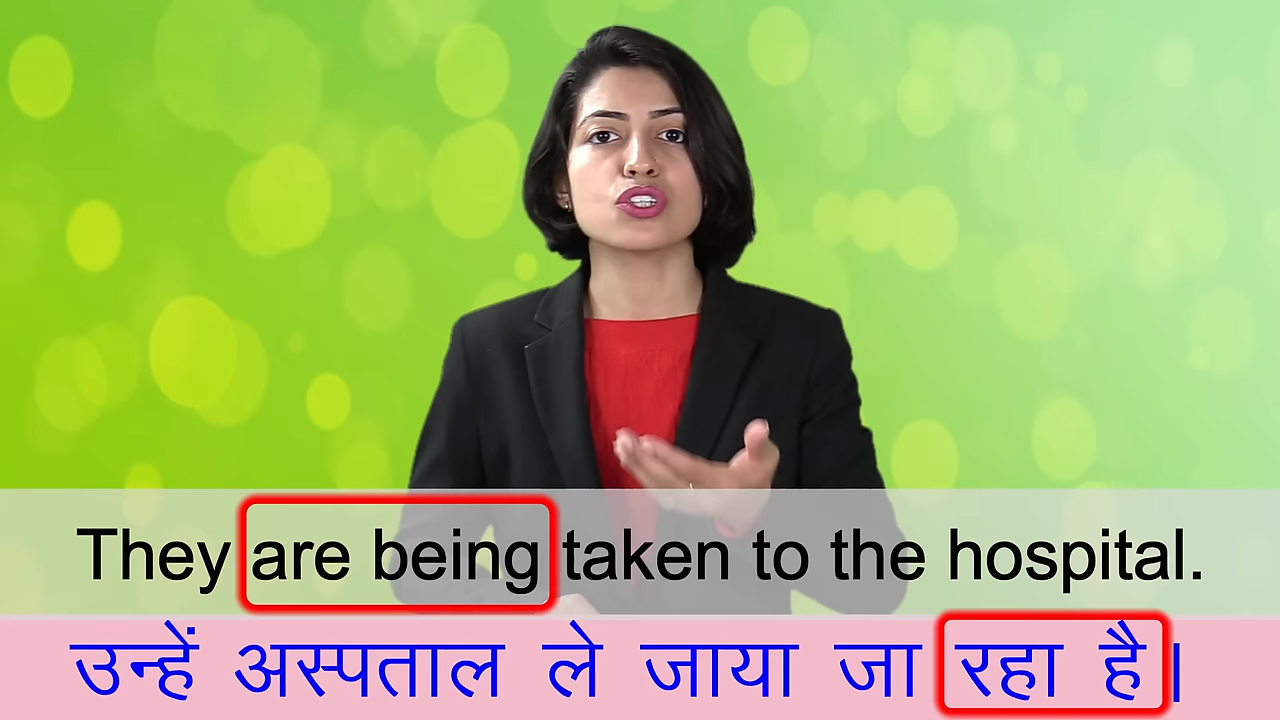 They are being taken to the hospital.
उन्हें अस्पताल ले जाया जा रहा है।